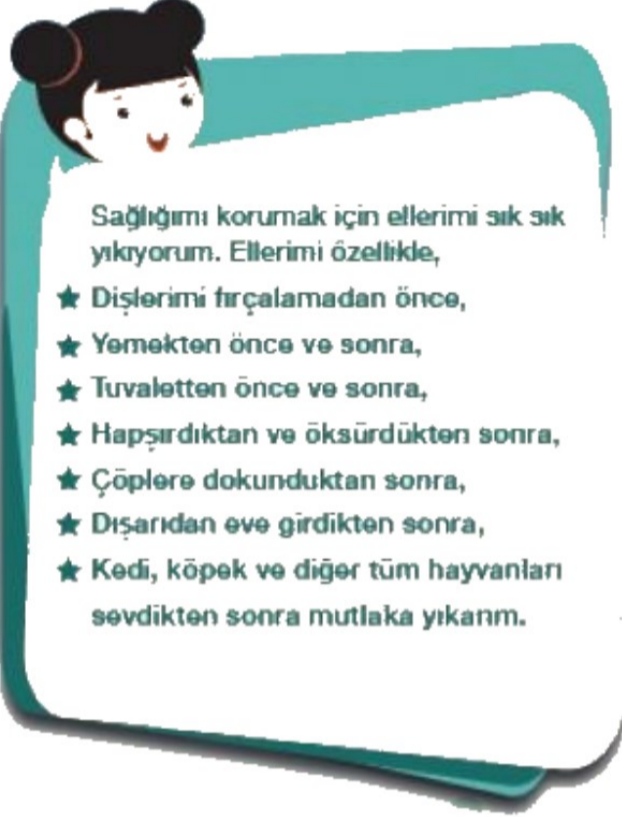 Sağlığımı korumak için ellerimi sık sık
yıkıyorum. Ellerimi özellikle,
★ Dişlerimi fırçalamadan önce,
★ Yemekten önce ve sonra,
★ Tuvaletten önce ve sonra,
★ Hapşırdıktan ve öksürdükten sonra,
★ Çöplere dokunduktan sonra,
★ Dışarıdan eve girdikten sonra,
★ Kedi, köpek ve diğer tüm hayvanları
sevdikten sonra mutlaka yıkarım.